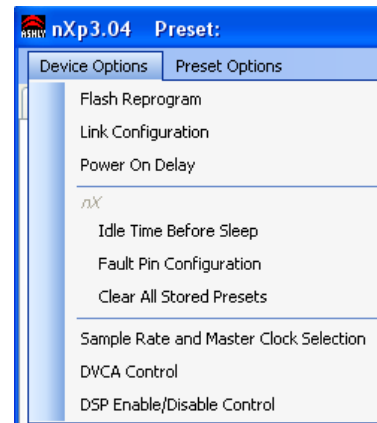 ASHLY nXp3.04 Preset:
Device Options Preset Options
Flash Reprogram
Link Configuration
Power On Delay
nX
Idle Time Before Sleep
Fault Pin Configuration
Clear All Stored Presets
Sample Rate and Master Clock Selection
DVCA Control
DSP Enable/Disable Control